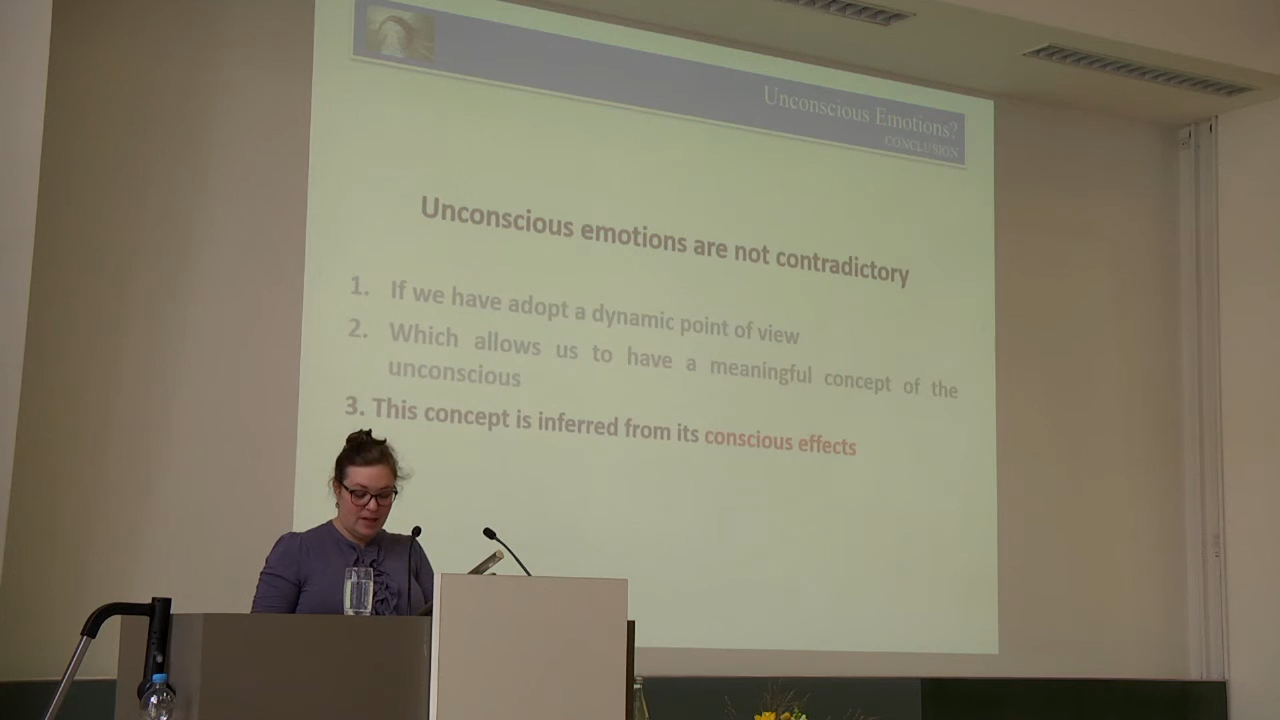 Unconscious Emotions?
CONCLUSION
Unconscious emotions are not contradictory
1. If we have adopt a dynamic point of view
2. Which allows us to have a meaningful concept of the
unconscious
3. This concept is inferred from its conscious effects